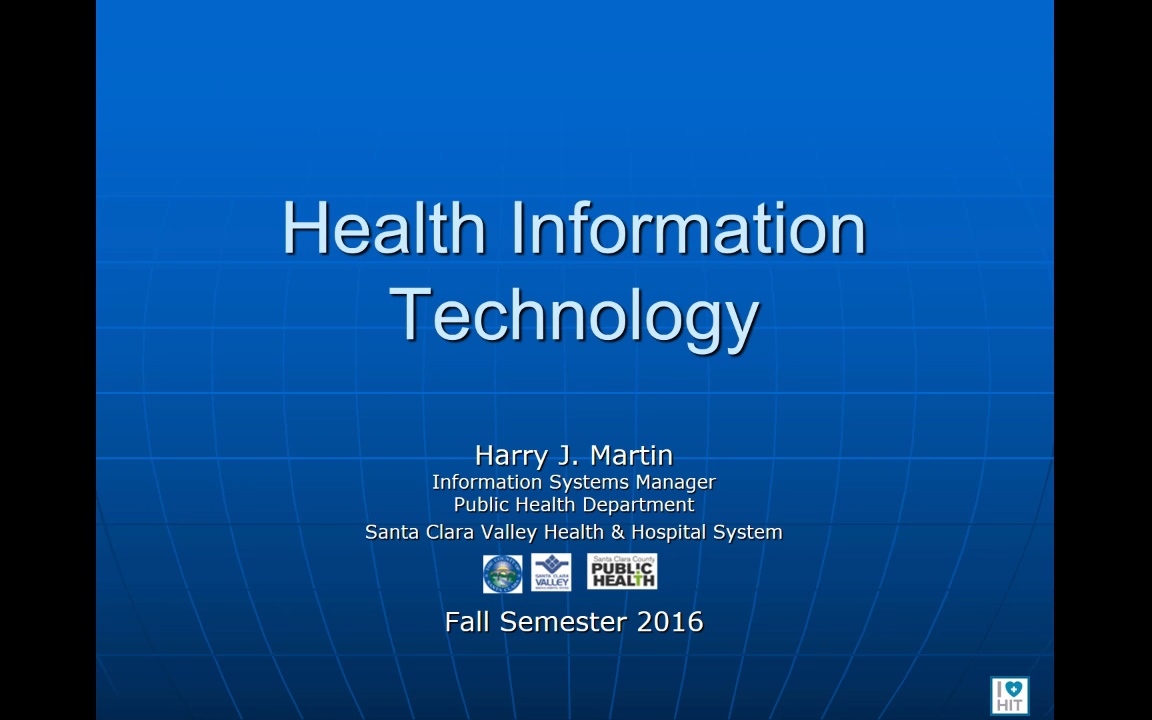 Health Information
Technology
Harry J. Martin
Information Systems Manager
Public Health Department
Santa Clara Valley Health & Hospital System
SANTA CLARA
VALLEY
Santa Clara County
PUBLIC
HEALTH
Fall Semester 2016
I
HIT